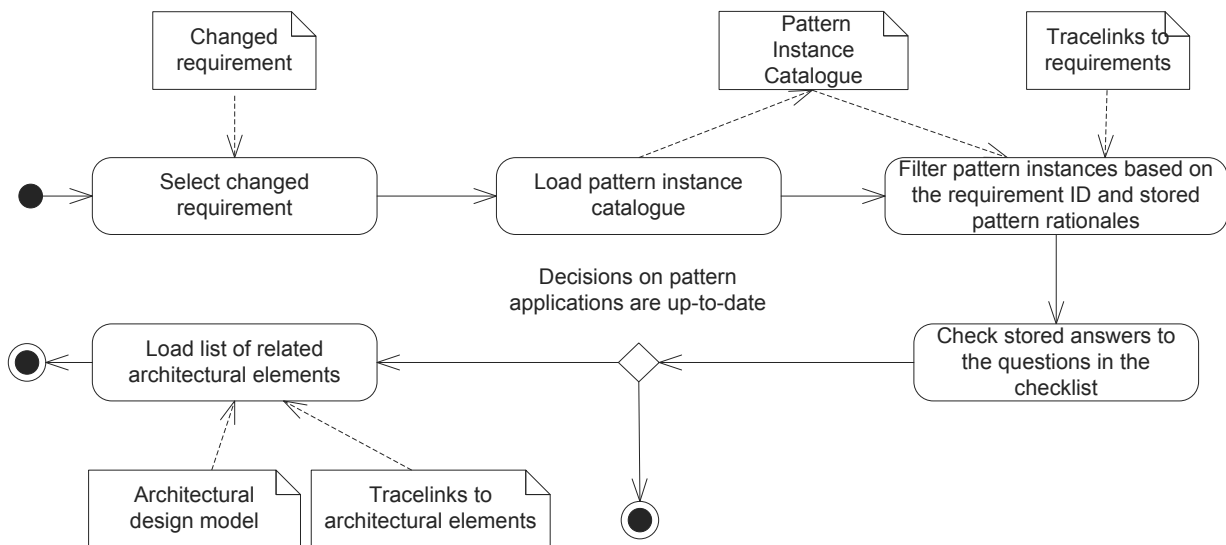 Changed
requirement
Pattern
Instance
Catalogue
Tracelinks to
requirements
Select changed
requirement
Load pattern instance
catalogue
Filter pattern instances based on
the requirement ID and stored
pattern rationales
Decisions on pattern
applications are up-to-date
Load list of related
architectural elements
Check stored answers to
the questions in the
checklist
Architectural
design model
Tracelinks to
architectural elements